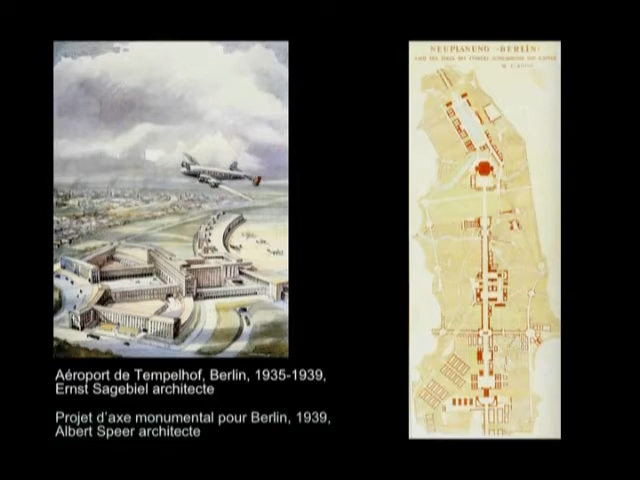 NEUPLANUNG BERLIN
Aéroport de Tempelhof, Berlin, 1935-1939,
Ernst Sagebiel architecte
Projet d'axe monumental pour Berlin, 1939,
Albert Speer architecte